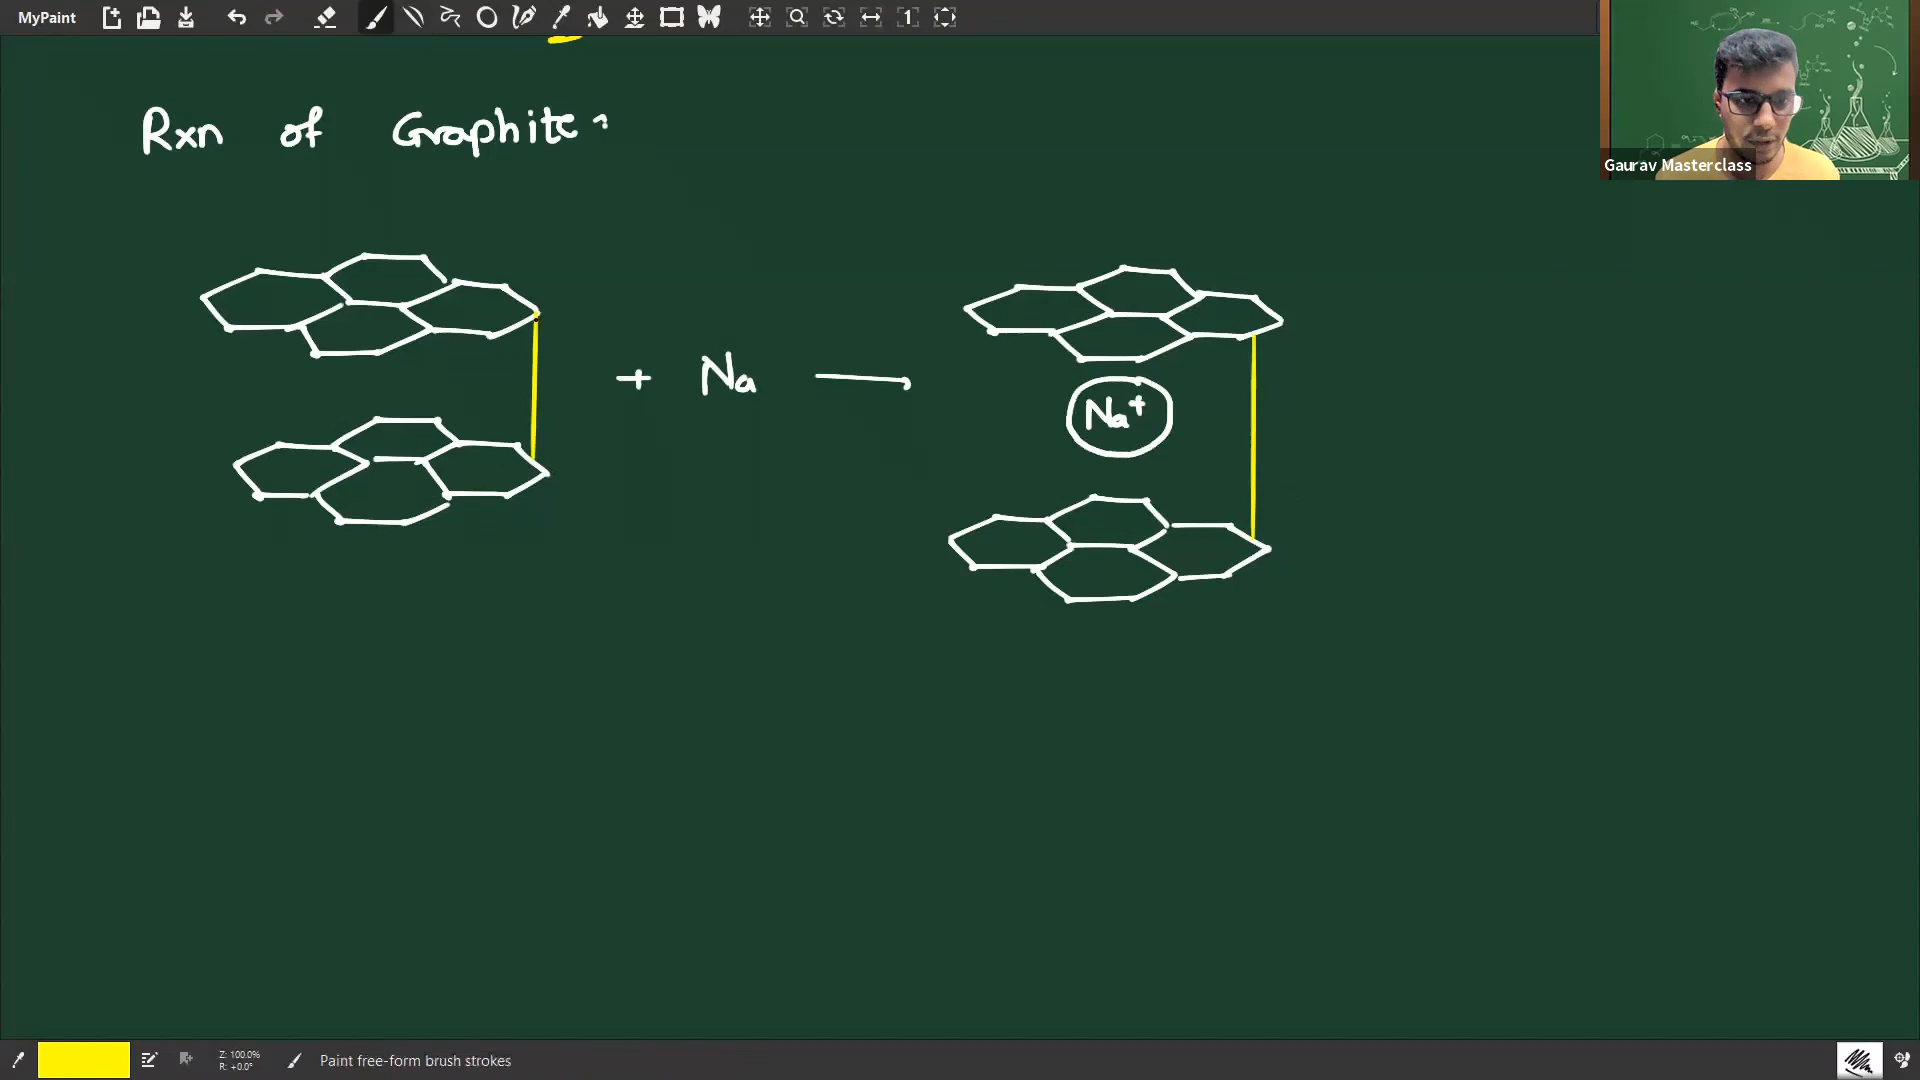 MyPaint
Gaurav Masterclass
Rxn of Graphite :
+ Na ⟶
Na⁺
Z: 100.0%
R: +0.0°
Paint free-form brush strokes